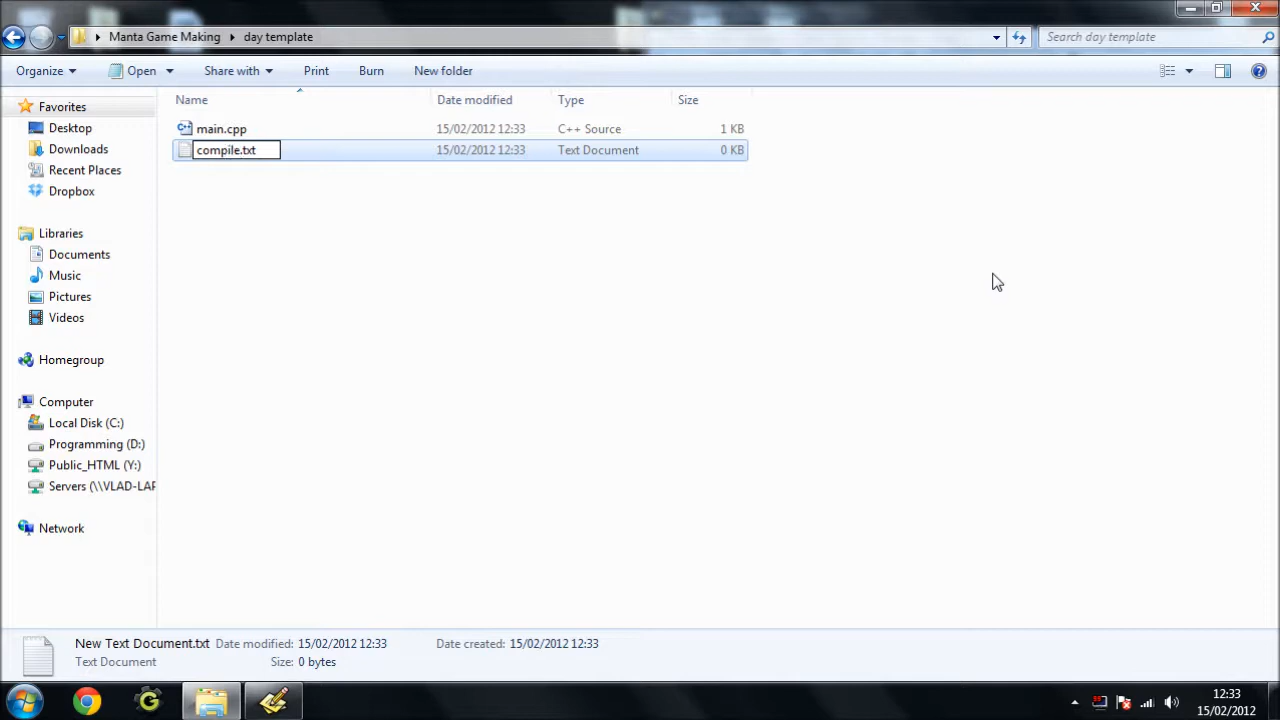 Manta Game Making day template Search day template
Organize Open Share with Print Burn New folder
Name Date modified Type Size
Favorites
Desktop
Downloads
Recent Places
Dropbox
Libraries
Documents
Music
Pictures
Videos
Homegroup
Computer
Local Disk (C:)
Programming (D:)
Public_HTML (Y:)
Servers (\\VLAD-LAP
Network
main.cpp 15/02/2012 12:33 C++ Source 1 KB
compile.txt 15/02/2012 12:33 Text Document 0 KB
New Text Document.txt Date modified: 15/02/2012 12:33 Date created: 15/02/2012 12:33
Text Document Size: 0 bytes
12:33
15/02/2012